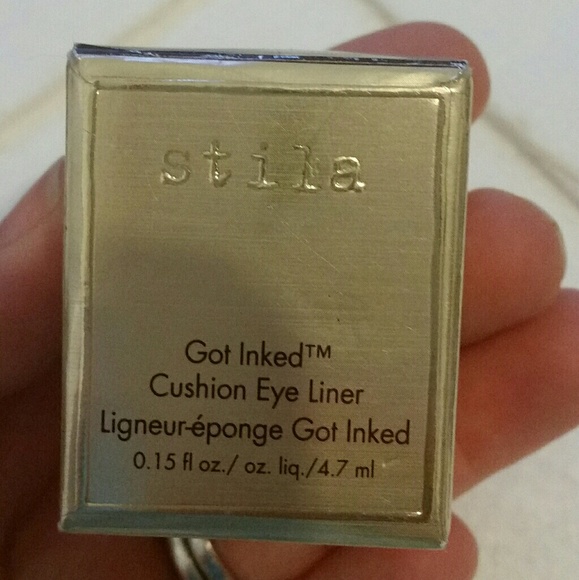 stila
Got Inked™
Cushion Eye Liner
Ligneur-éponge Got Inked
0.15 fl oz./ oz. liq./4.7 ml